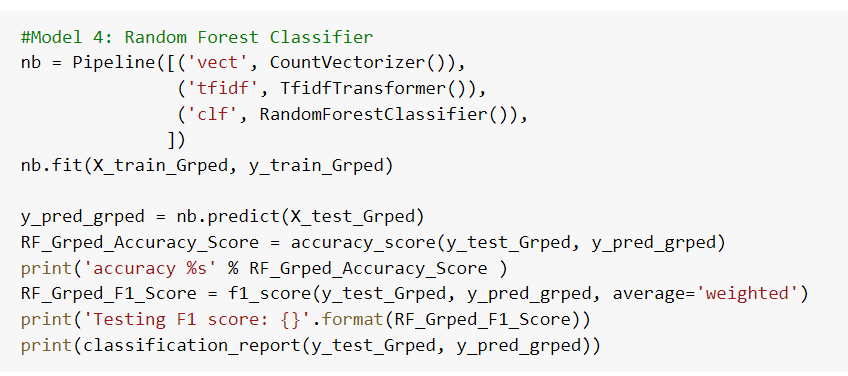 #Model 4: Random Forest Classifier
nb = Pipeline([('vect', CountVectorizer()),
               ('tfidf', TfidfTransformer()),
               ('clf', RandomForestClassifier()),
              ])
nb.fit(X_train_Grped, y_train_Grped)

y_pred_grped = nb.predict(X_test_Grped)
RF_Grped_Accuracy_Score = accuracy_score(y_test_Grped, y_pred_grped)
print('accuracy %s' % RF_Grped_Accuracy_Score )
RF_Grped_F1_Score = f1_score(y_test_Grped, y_pred_grped, average='weighted')
print('Testing F1 score: {}'.format(RF_Grped_F1_Score))
print(classification_report(y_test_Grped, y_pred_grped))